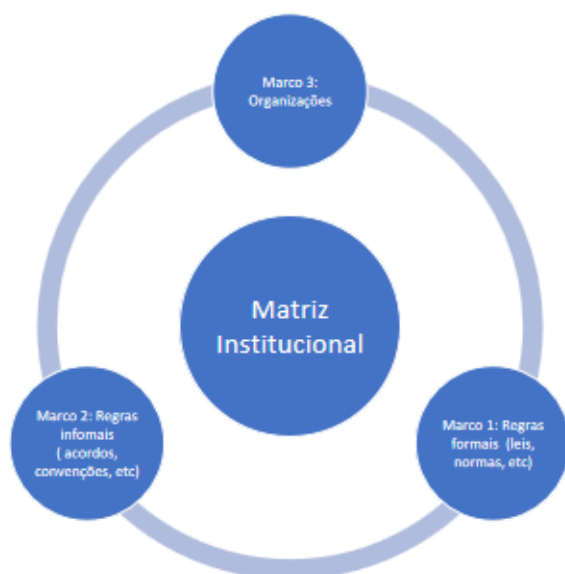 Marco 3:
Organizações
Matriz
Institucional
Marco 2: Regras
infomais
( acordos,
convenções, etc)
Marco 1: Regras
formais (leis,
normas, etc)